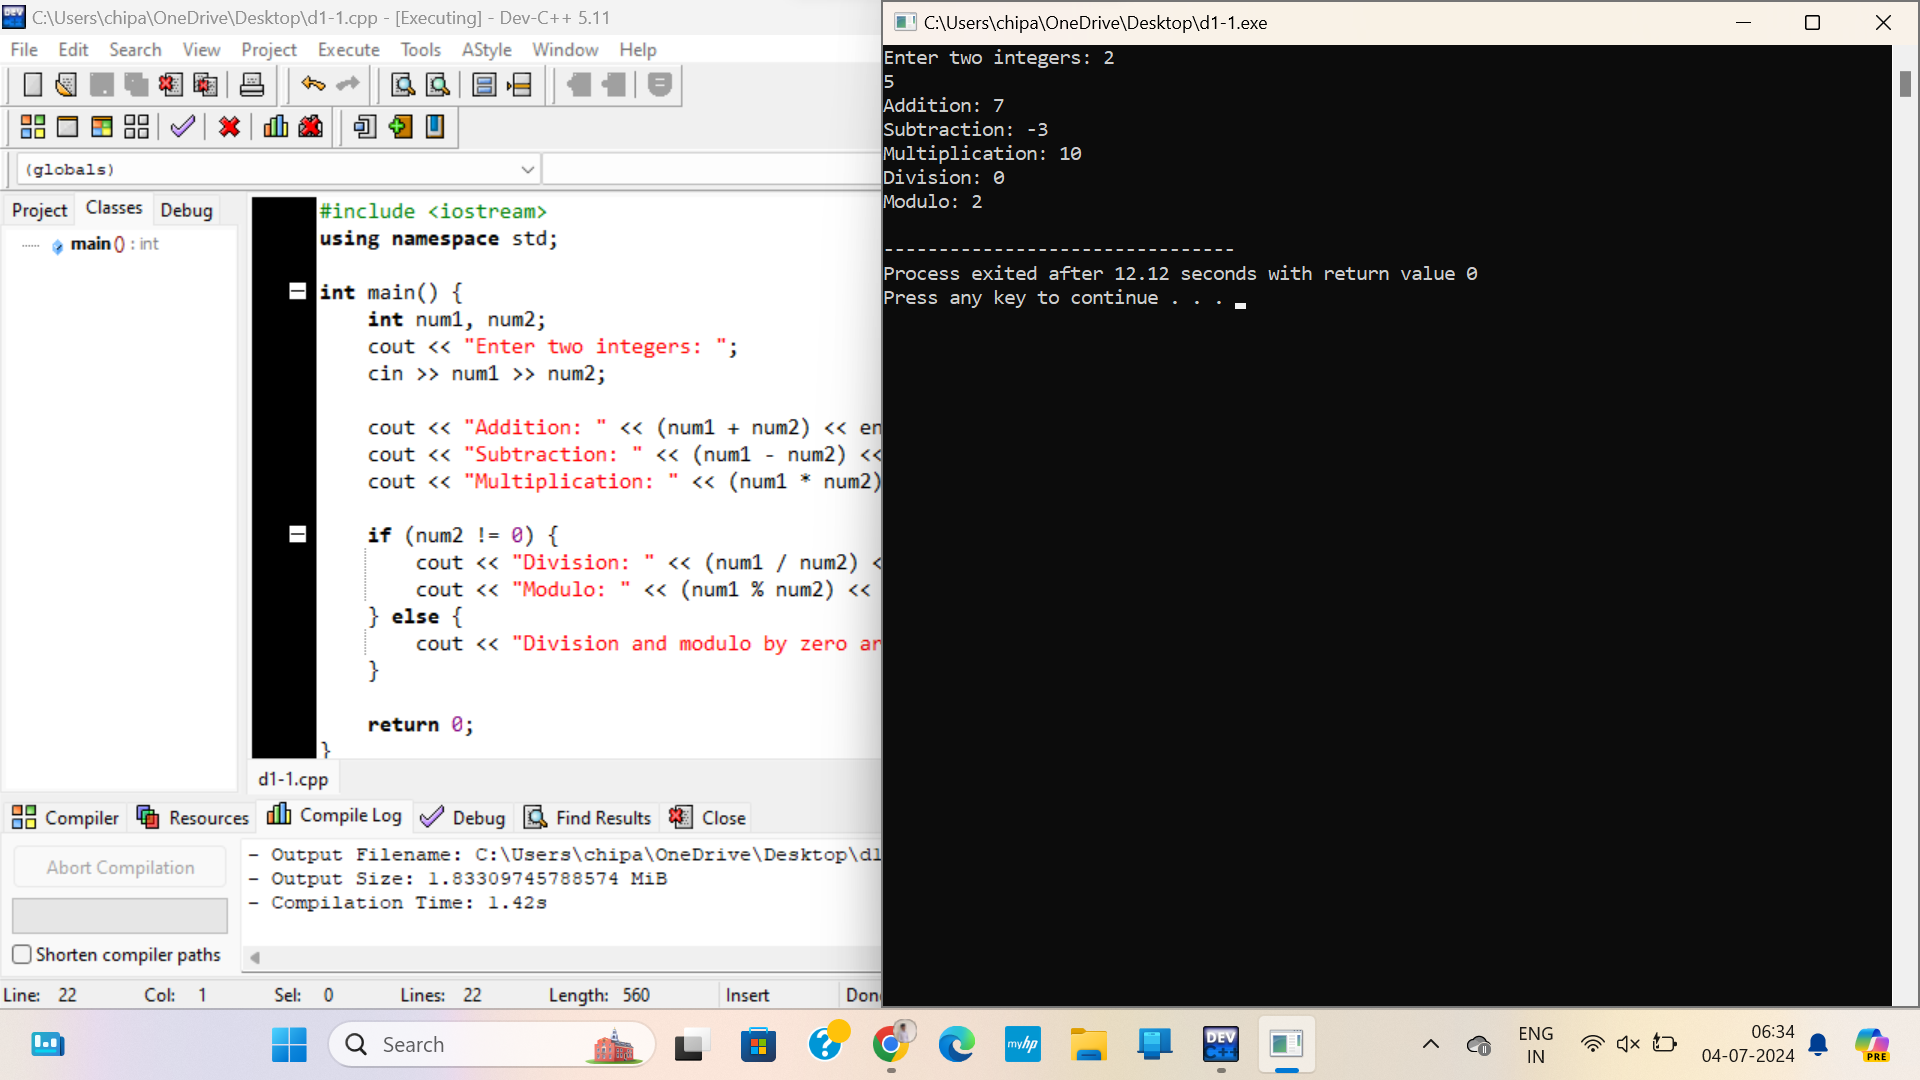 C:\Users\chipa\OneDrive\Desktop\d1-1.cpp - [Executing] - Dev-C++ 5.11
File Edit Search View Project Execute Tools AStyle Window Help
(globals)
Project Classes Debug
main () : int
#include <iostream>
using namespace std;
int main() {
int num1, num2;
cout << "Enter two integers: ";
cin >> num1 >> num2;
cout << "Addition: " << (num1 + num2) << en
cout << "Subtraction: " << (num1 - num2) <<
cout << "Multiplication: " << (num1 * num2)
if (num2 != 0) {
cout << "Division: " << (num1 / num2) <
cout << "Modulo: " << (num1 % num2) <<
} else {
cout << "Division and modulo by zero ar
}
return 0;
}
d1-1.cpp
Compiler Resources Compile Log Debug Find Results Close
Abort Compilation
Shorten compiler paths
- Output Filename: C:\Users\chipa\OneDrive\Desktop\d1
- Output Size: 1.83309745788574 MiB
- Compilation Time: 1.42s
Line: 22 Col: 1 Sel: 0 Lines: 22 Length: 560 Insert Don
C:\Users\chipa\OneDrive\Desktop\d1-1.exe
Enter two integers: 2
5
Addition: 7
Subtraction: -3
Multiplication: 10
Division: 0
Modulo: 2
--------------------------------
Process exited after 12.12 seconds with return value 0
Press any key to continue . . .
Search
myhp
DEV
C++
ENG
IN
06:34
04-07-2024
PRE